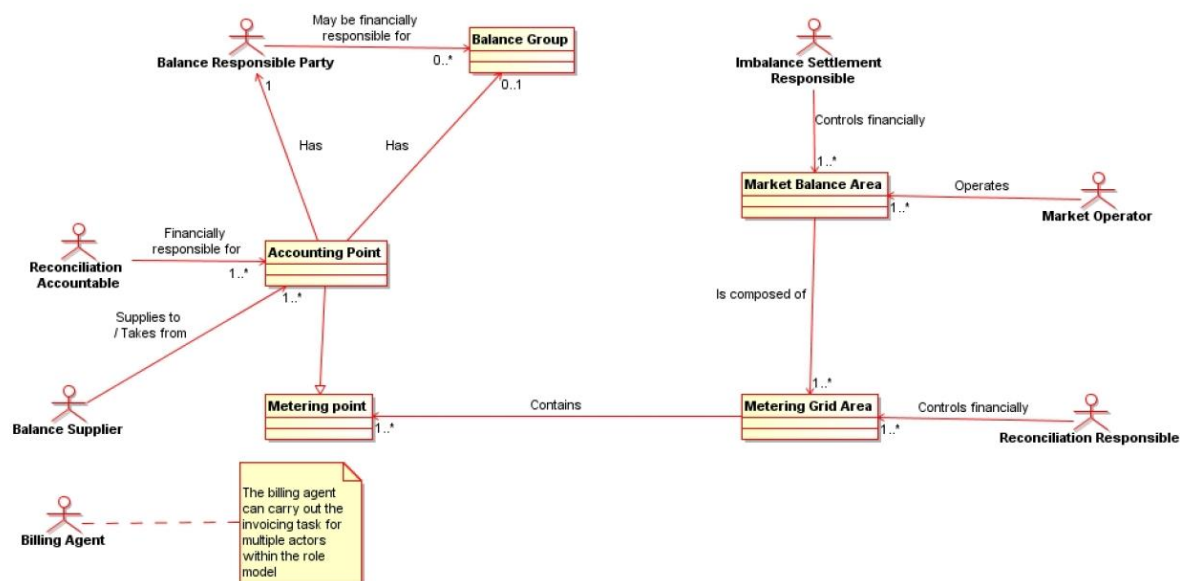 May be financially
responsible for
Balance Group
Balance Responsible Party
0..*
1
0..1
Imbalance Settlement
Responsible
Controls financially
Has
Has
1..*
Market Balance Area
Operates
1..*
Market Operator
Financially
responsible for
Reconciliation
Accountable
1..*
Accounting Point
1..*
Is composed of
Supplies to
/ Takes from
1..*
Balance Supplier
Metering point
1..*
Contains
Metering Grid Area
1..*
Controls financially
Reconciliation Responsible
The billing agent
can carry out the
invoicing task for
multiple actors
within the role
model
Billing Agent